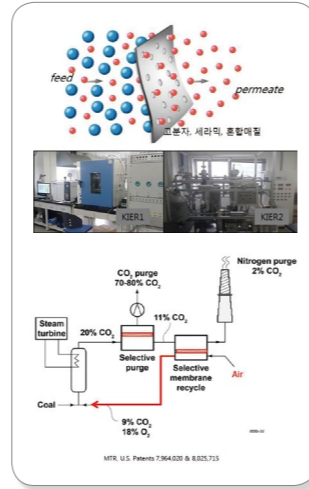 feed
permeate
고분자, 세라믹, 혼합매질
KIER1
KIER2
Nitrogen purge
2% CO₂
CO₂ purge
70-80% CO₂
Steam
turbine
20% CO₂
11% CO₂
Selective
purge
Selective
membrane
recycle
Air
Coal
9% CO₂
18% O₂
MTR, U.S. Patents 7,964,020 & 8,025,715